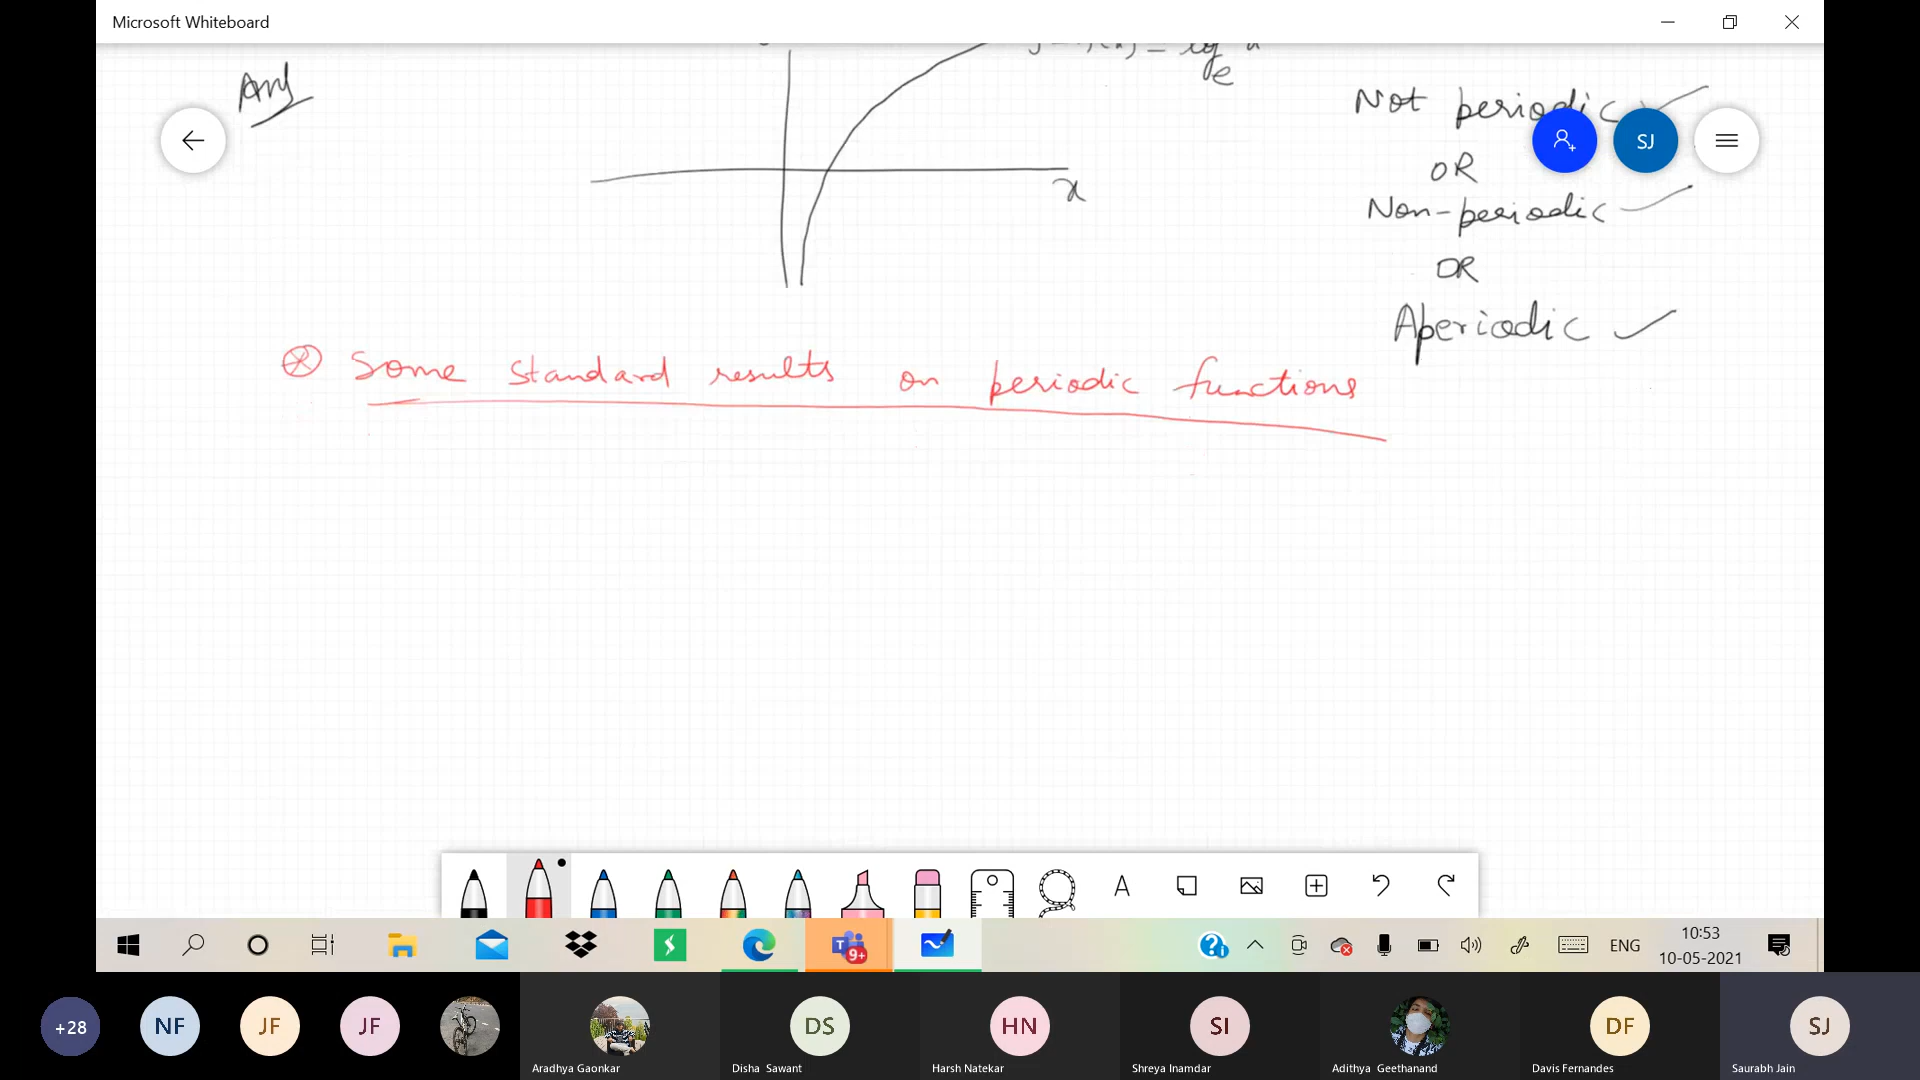 Microsoft Whiteboard
Ans
e
x
Not periodic
OR
Non-periodic
OR
Aperiodic
SJ
Some standard results on periodic functions
A
T
9+
ENG
10:53
10-05-2021
+28
NF
JF
JF
DS
HN
SI
DF
SJ
Aradhya Gaonkar
Disha Sawant
Harsh Natekar
Shreya Inamdar
Adithya Geethanand
Davis Fernandes
Saurabh Jain